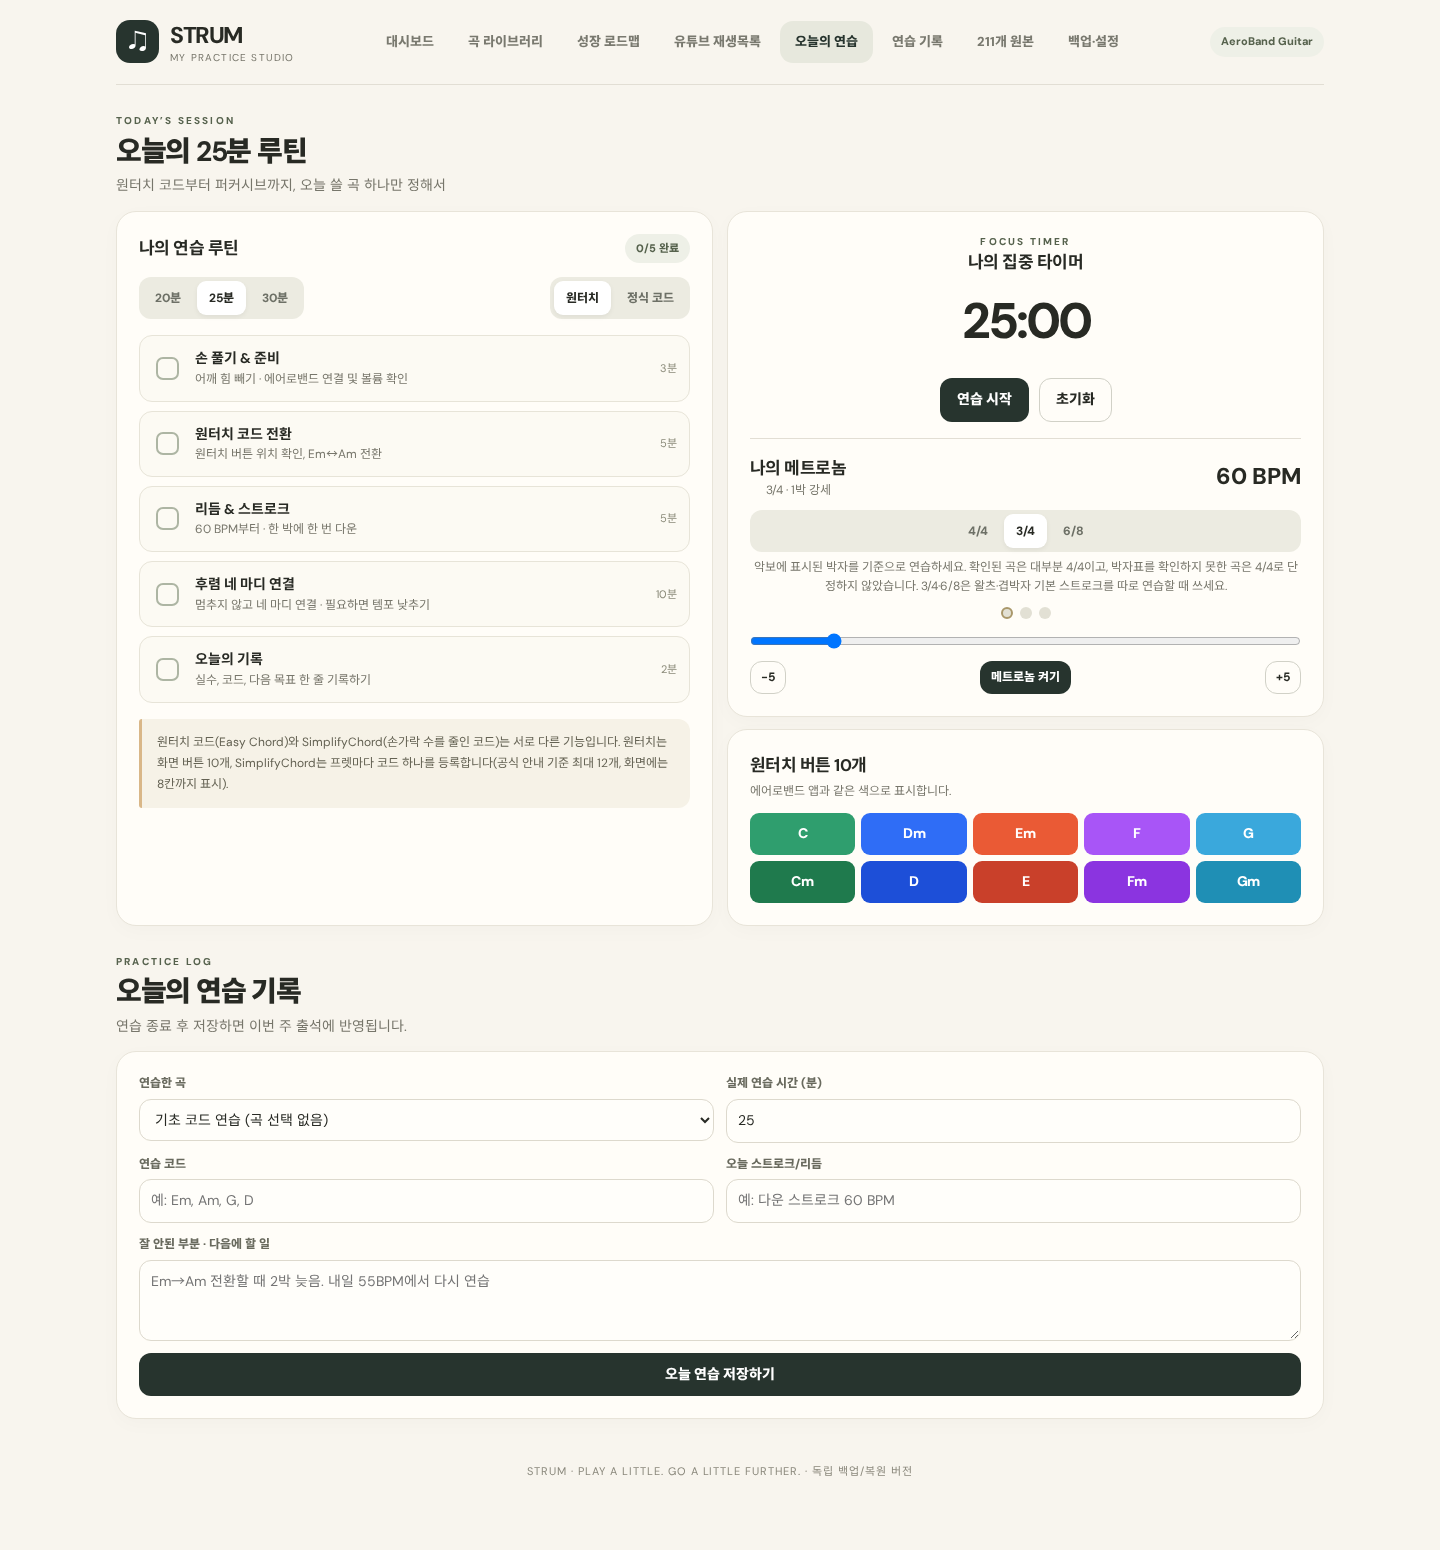 STRUM
MY PRACTICE STUDIO
대시보드
곡 라이브러리
성장 로드맵
유튜브 재생목록
오늘의 연습
연습 기록
211개 원본
백업·설정
AeroBand Guitar
TODAY'S SESSION
오늘의 25분 루틴
원터치 코드부터 퍼커시브까지, 오늘 쓸 곡 하나만 정해서
나의 연습 루틴
0/5 완료
20분
25분
30분
원터치
정식 코드
손 풀기 & 준비
어깨 힘 빼기 · 에어로밴드 연결 및 볼륨 확인
3분
원터치 코드 전환
원터치 버튼 위치 확인, Em↔Am 전환
5분
리듬 & 스트로크
60 BPM부터 · 한 박에 한 번 다운
5분
후렴 네 마디 연결
멈추지 않고 네 마디 연결 · 필요하면 템포 낮추기
10분
오늘의 기록
실수, 코드, 다음 목표 한 줄 기록하기
2분
원터치 코드(Easy Chord)와 SimplifyChord(손가락 수를 줄인 코드)는 서로 다른 기능입니다. 원터치는
화면 버튼 10개, SimplifyChord는 프렛마다 코드 하나를 등록합니다(공식 안내 기준 최대 12개, 화면에는
8칸까지 표시).
FOCUS TIMER
나의 집중 타이머
25:00
연습 시작
초기화
나의 메트로놈
3/4 · 1박 강세
60 BPM
4/4
3/4
6/8
악보에 표시된 박자를 기준으로 연습하세요. 확인된 곡은 대부분 4/4이고, 박자표를 확인하지 못한 곡은 4/4로 단
정하지 않았습니다. 3/4·6/8은 왈츠·겹박자 기본 스트로크를 따로 연습할 때 쓰세요.
−5
메트로놈 켜기
+5
원터치 버튼 10개
에어로밴드 앱과 같은 색으로 표시합니다.
C
Dm
Em
F
G
Cm
D
E
Fm
Gm
PRACTICE LOG
오늘의 연습 기록
연습 종료 후 저장하면 이번 주 출석에 반영됩니다.
연습한 곡
기초 코드 연습 (곡 선택 없음)
실제 연습 시간 (분)
25
연습 코드
예: Em, Am, G, D
오늘 스트로크/리듬
예: 다운 스트로크 60 BPM
잘 안된 부분 · 다음에 할 일
Em→Am 전환할 때 2박 늦음. 내일 55BPM에서 다시 연습
오늘 연습 저장하기
STRUM · PLAY A LITTLE. GO A LITTLE FURTHER. · 독립 백업/복원 버전